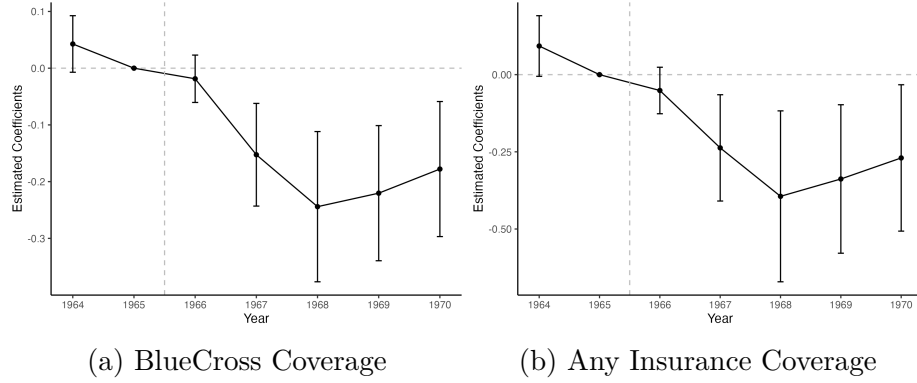 Estimated Coefficients
0.1
0.0
-0.1
-0.2
-0.3
1964 1965 1966 1967 1968 1969 1970
Year
(a) BlueCross Coverage
Estimated Coefficients
0.00
-0.25
-0.50
1964 1965 1966 1967 1968 1969 1970
Year
(b) Any Insurance Coverage